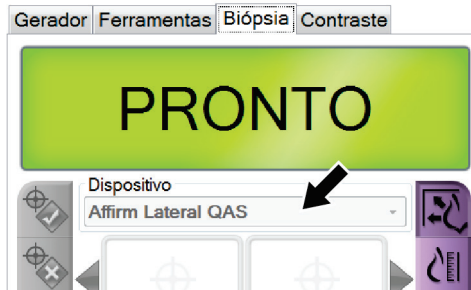 Gerador Ferramentas Biópsia Contraste
PRONTO
Dispositivo
Affirm Lateral QAS